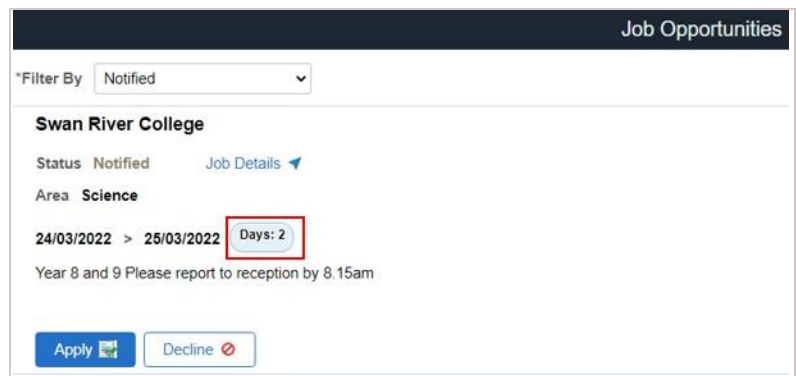 Job Opportunities
*Filter By Notified
Swan River College
Status Notified Job Details
Area Science
24/03/2022 > 25/03/2022 Days: 2
Year 8 and 9 Please report to reception by 8.15am
Apply Decline